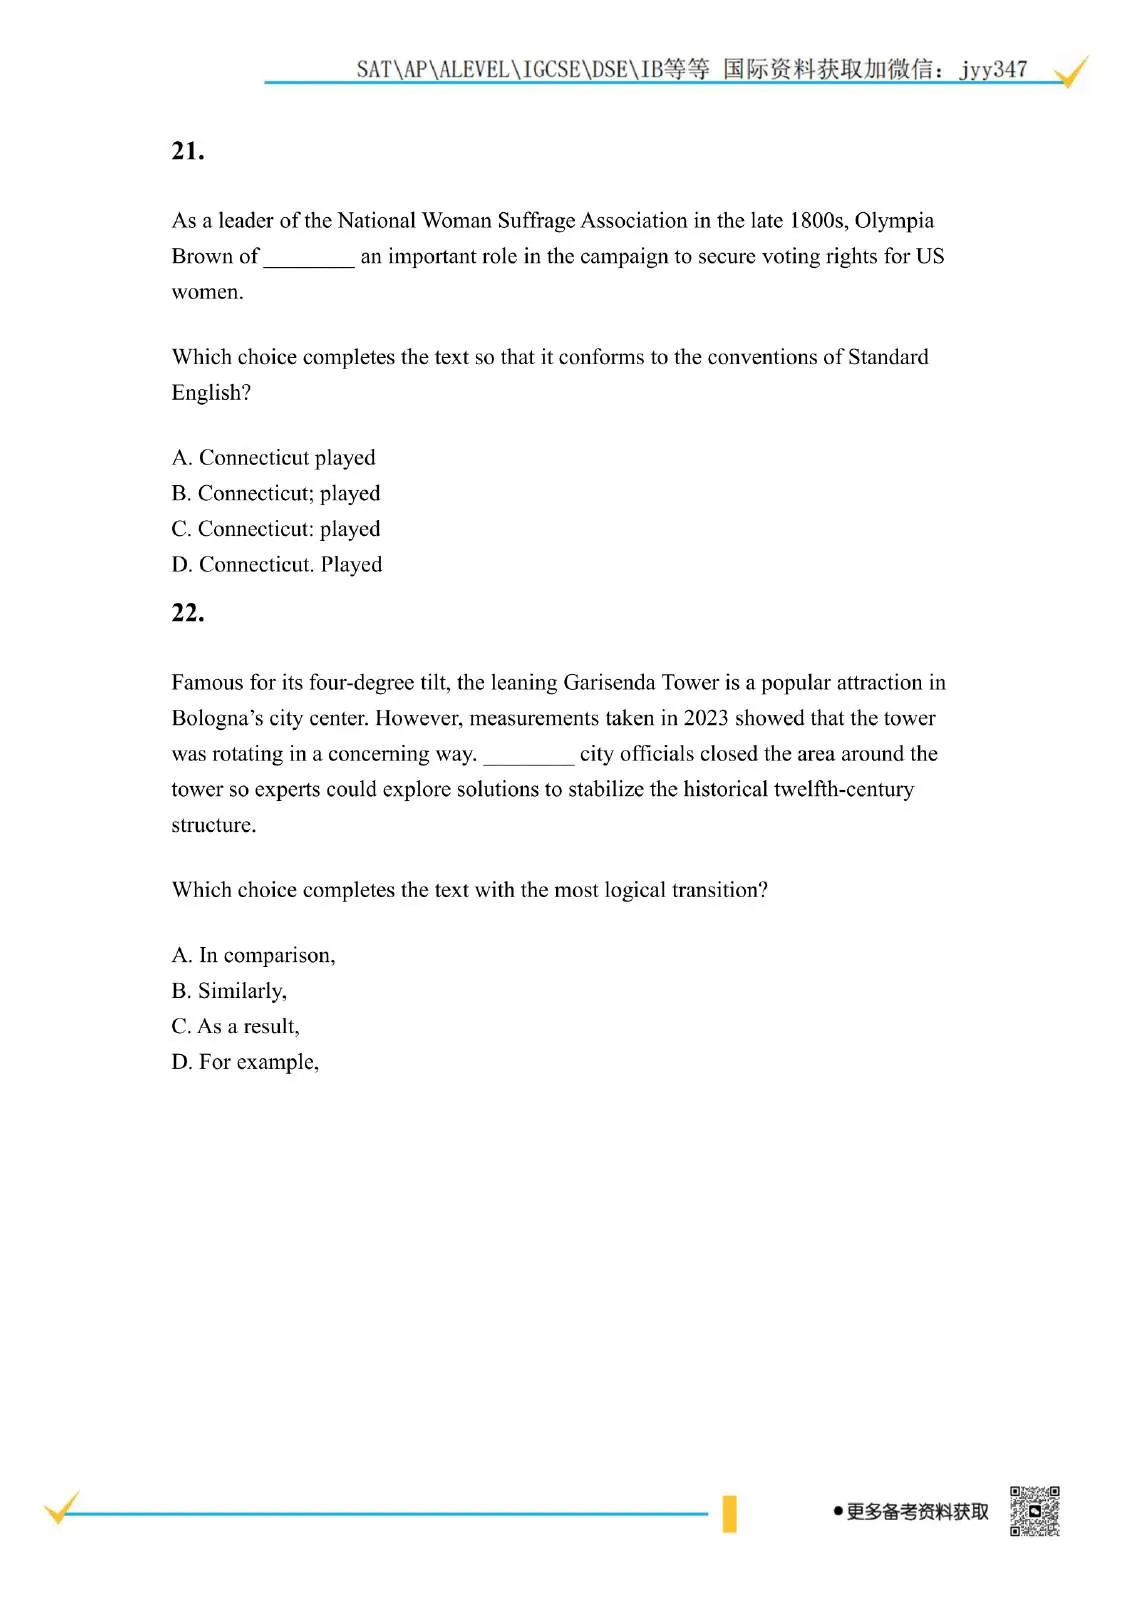 SAT\AP\ALEVEL\IGCSE\DSE\IB等等 国际资料获取加微信：jyy347
21.
As a leader of the National Woman Suffrage Association in the late 1800s, Olympia
Brown of ________ an important role in the campaign to secure voting rights for US
women.
Which choice completes the text so that it conforms to the conventions of Standard
English?
A. Connecticut played
B. Connecticut; played
C. Connecticut: played
D. Connecticut. Played
22.
Famous for its four-degree tilt, the leaning Garisenda Tower is a popular attraction in
Bologna’s city center. However, measurements taken in 2023 showed that the tower
was rotating in a concerning way. ________ city officials closed the area around the
tower so experts could explore solutions to stabilize the historical twelfth-century
structure.
Which choice completes the text with the most logical transition?
A. In comparison,
B. Similarly,
C. As a result,
D. For example,
●更多备考资料获取